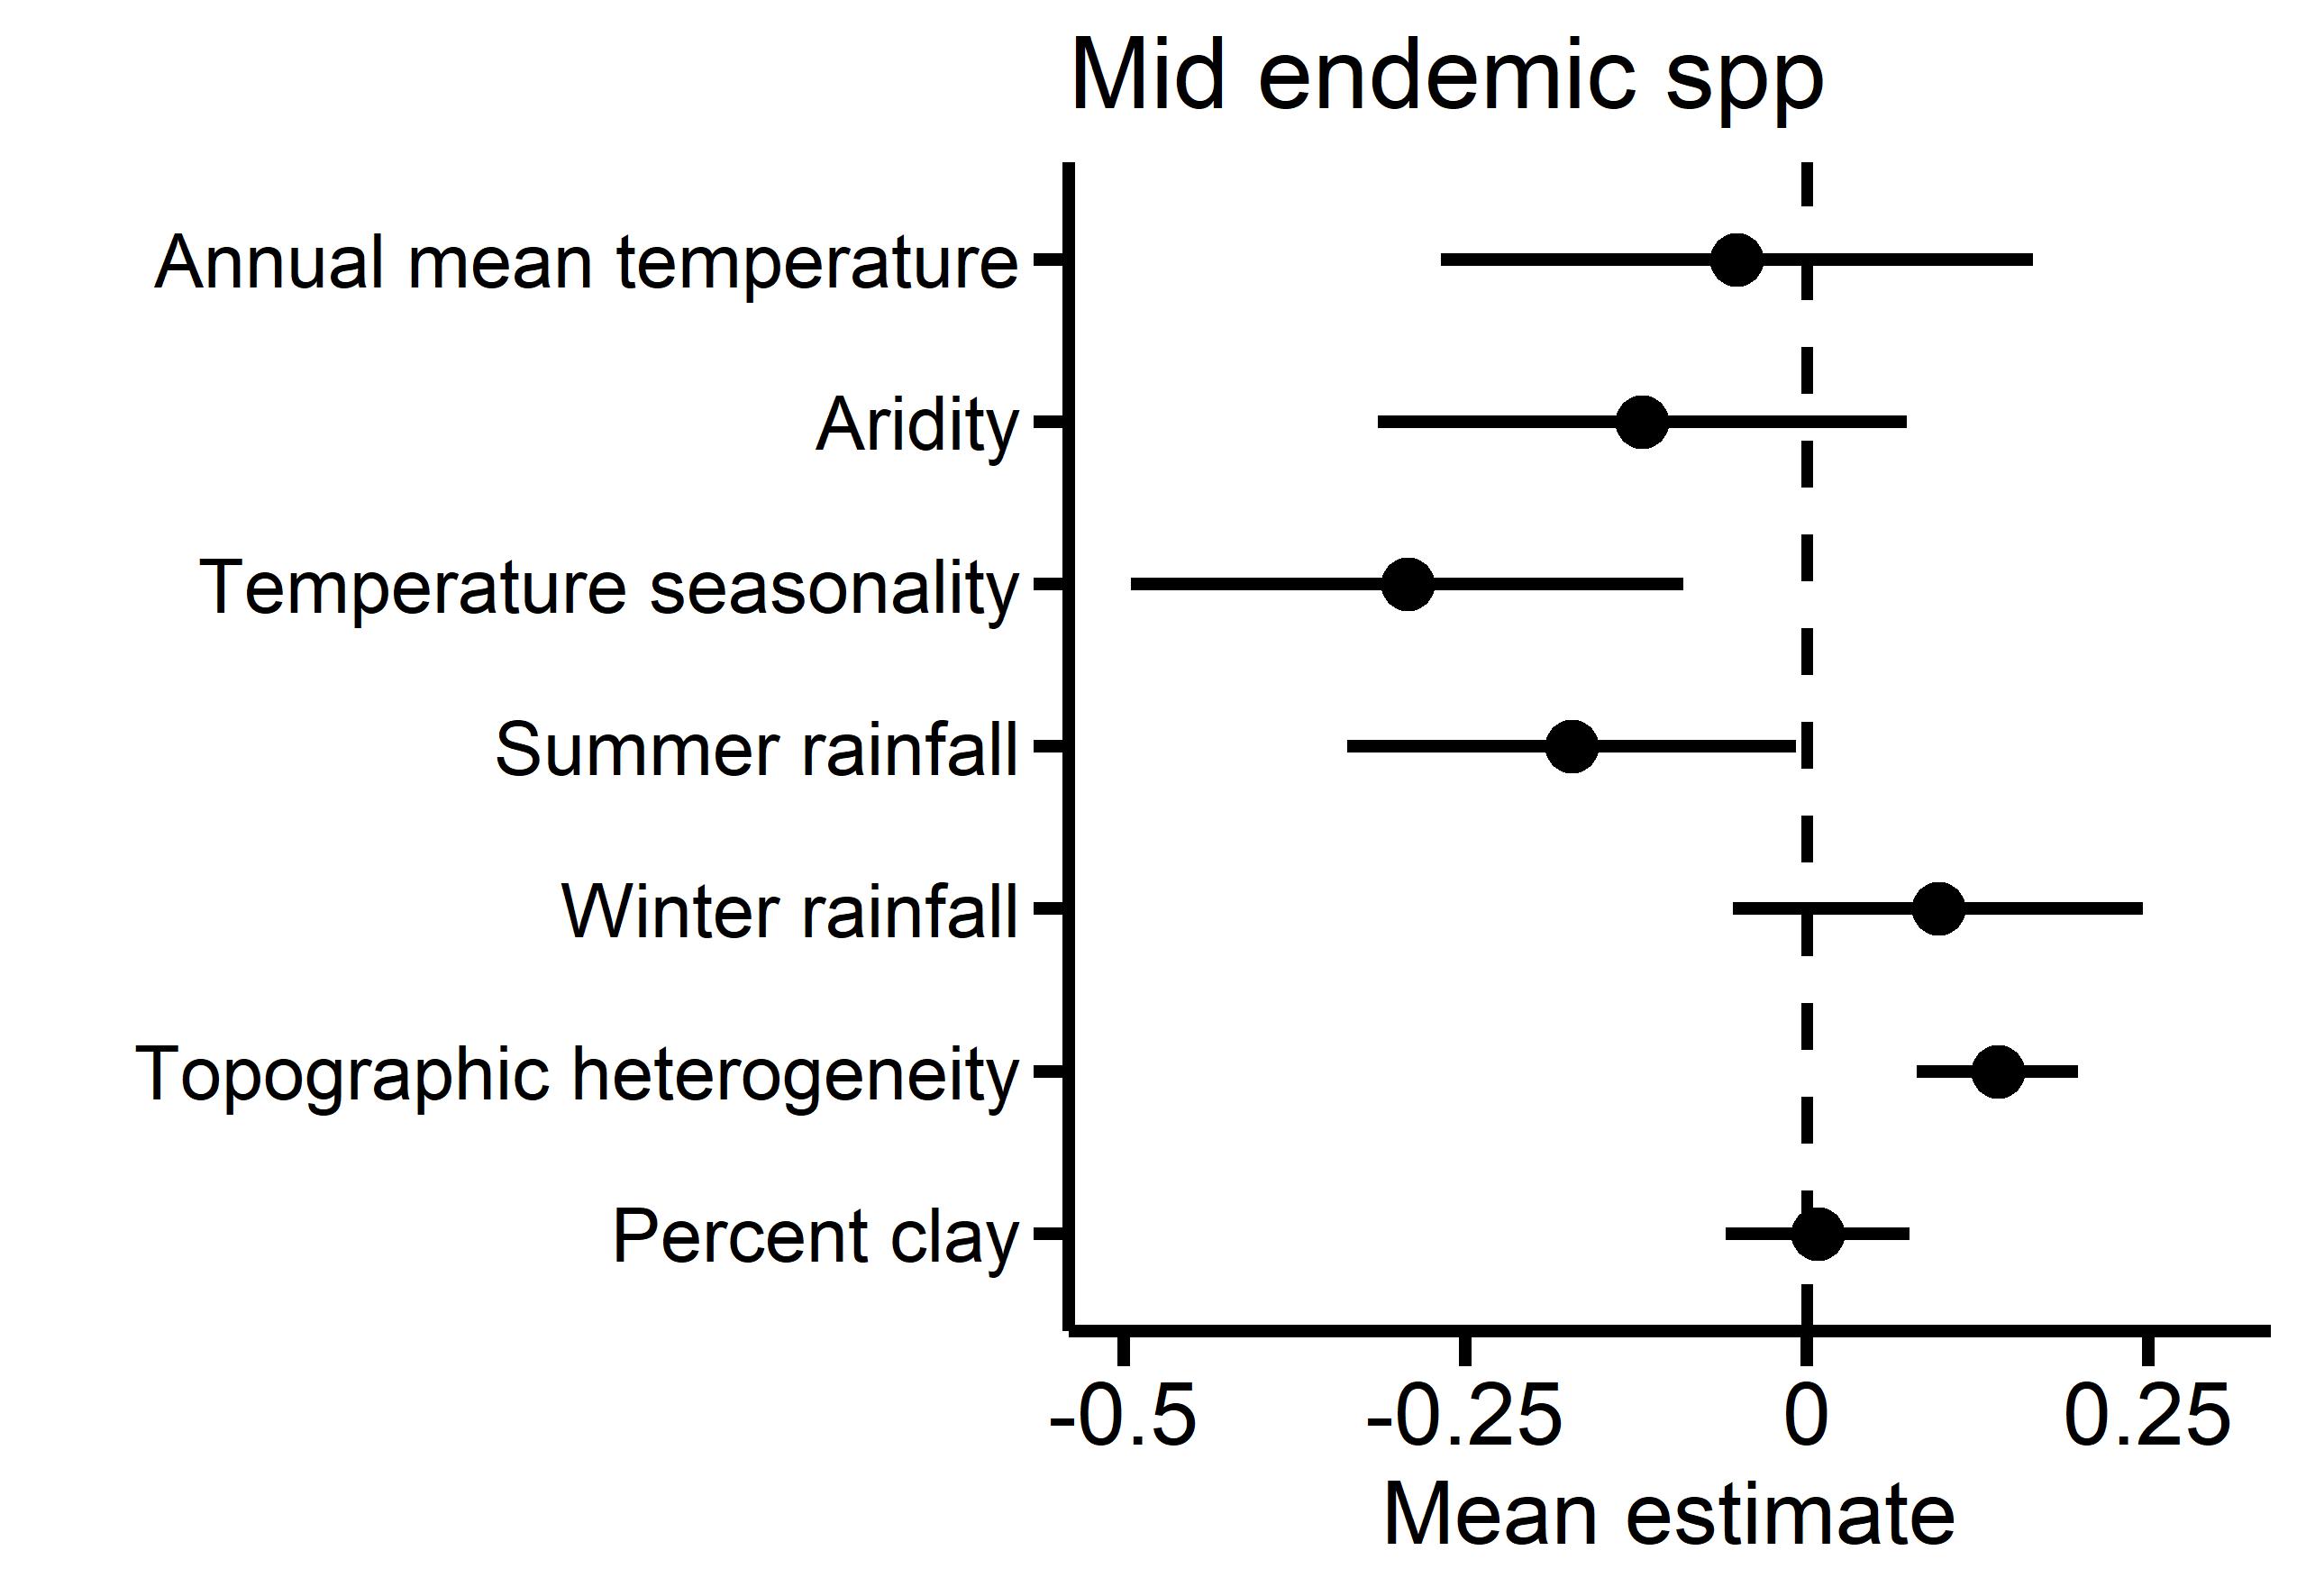 Mid endemic spp
Annual mean temperature
Aridity
Temperature seasonality
Summer rainfall
Winter rainfall
Topographic heterogeneity
Percent clay
-0.5 -0.25 0 0.25
Mean estimate